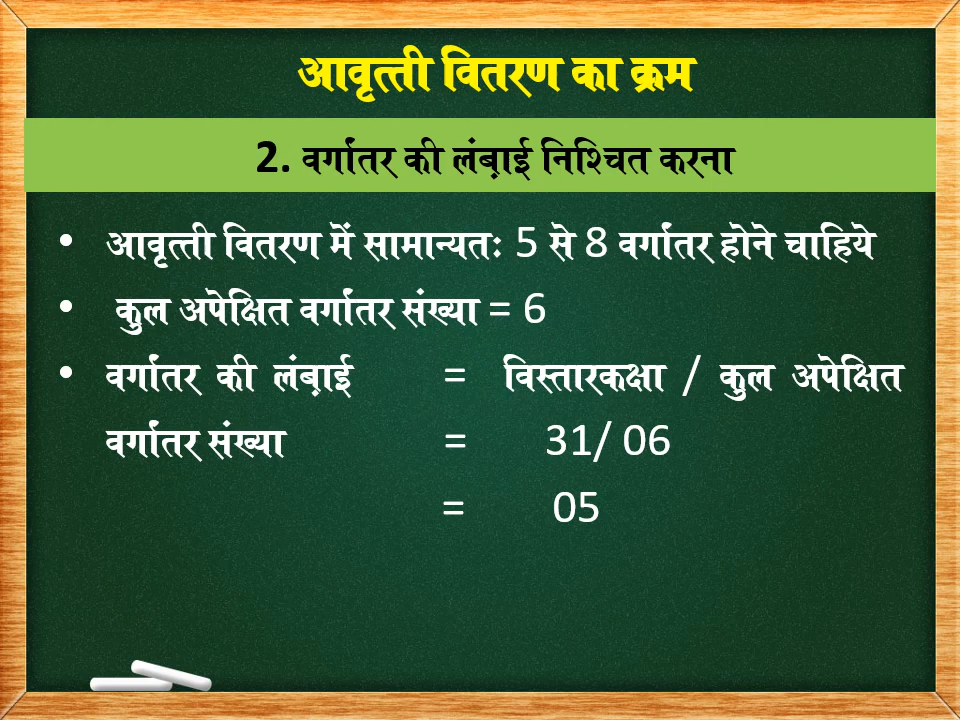 आवृत्ती वितरण का क्रम
2. वर्गांतर की लंब़ाई निश्चित करना
• आवृत्ती वितरण में सामान्यतः 5 से 8 वर्गांतर होने चाहिये
• कुल अपेक्षित वर्गांतर संख्या = 6
• वर्गांतर की लंब़ाई = विस्तारकक्षा / कुल अपेक्षित
वर्गांतर संख्या = 31/ 06
= 05